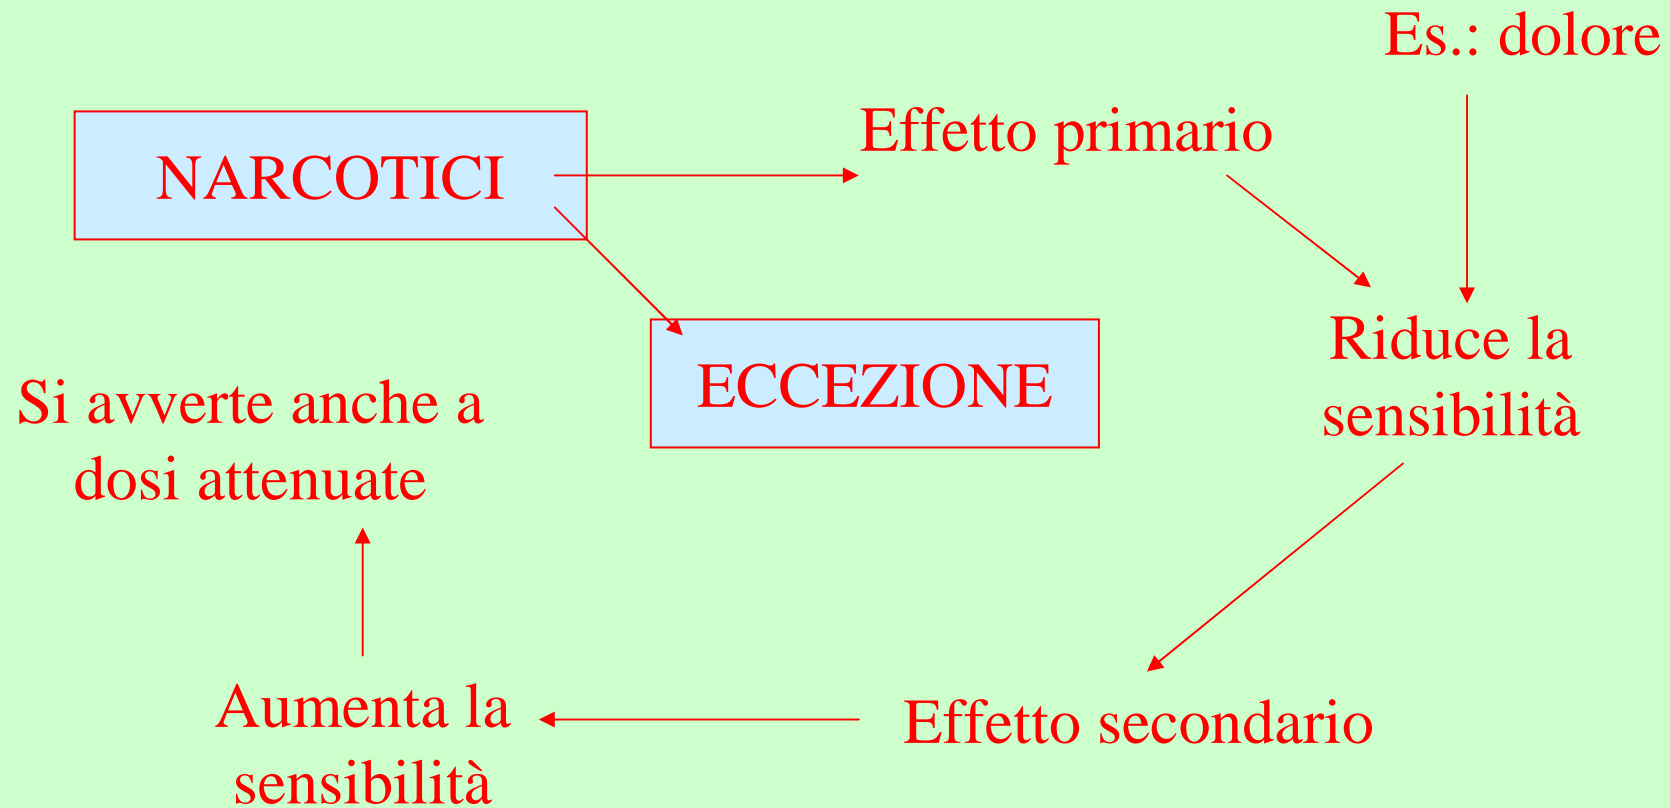 Es.: dolore
Effetto primario
NARCOTICI
Riduce la
sensibilità
ECCEZIONE
Si avverte anche a
dosi attenuate
Aumenta la
sensibilità
Effetto secondario